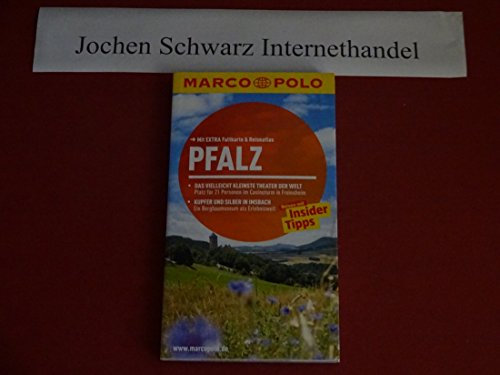 Jochen Schwarz Internethandel
MARCO POLO
Mit EXTRA Faltkarte & Reiseatlas
PFALZ
• DAS VIELLEICHT KLEINSTE THEATER DER WELT
Platz für 21 Personen im Casinoturm in Freinsheim
• KUPFER UND SILBER IN IMSBACH
Ein Bergbaumuseum als Erlebniswelt
Insider
Tipps
www.marcopolo.de